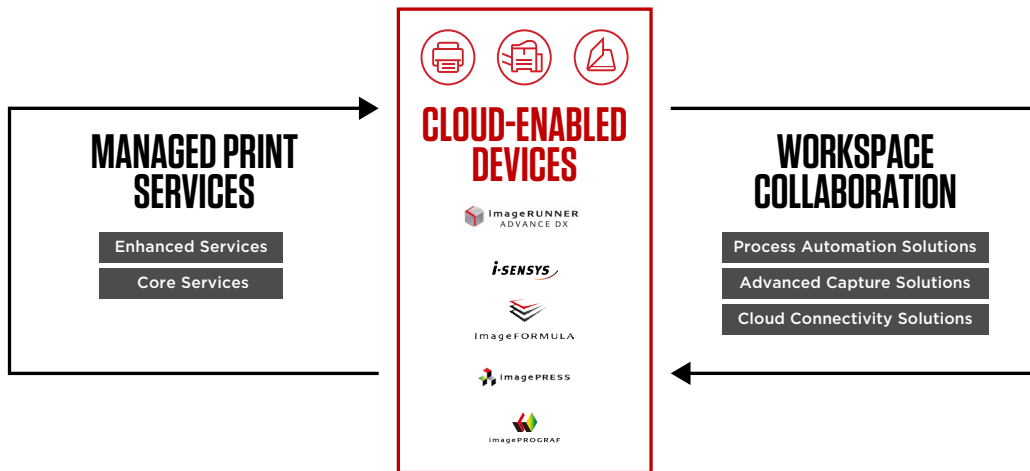 MANAGED PRINT
SERVICES
Enhanced Services
Core Services
CLOUD-ENABLED
DEVICES
imageRUNNER
ADVANCE DX
i-SENSYS
imageFORMULA
imagePRESS
imagePROGRAF
WORKSPACE
COLLABORATION
Process Automation Solutions
Advanced Capture Solutions
Cloud Connectivity Solutions